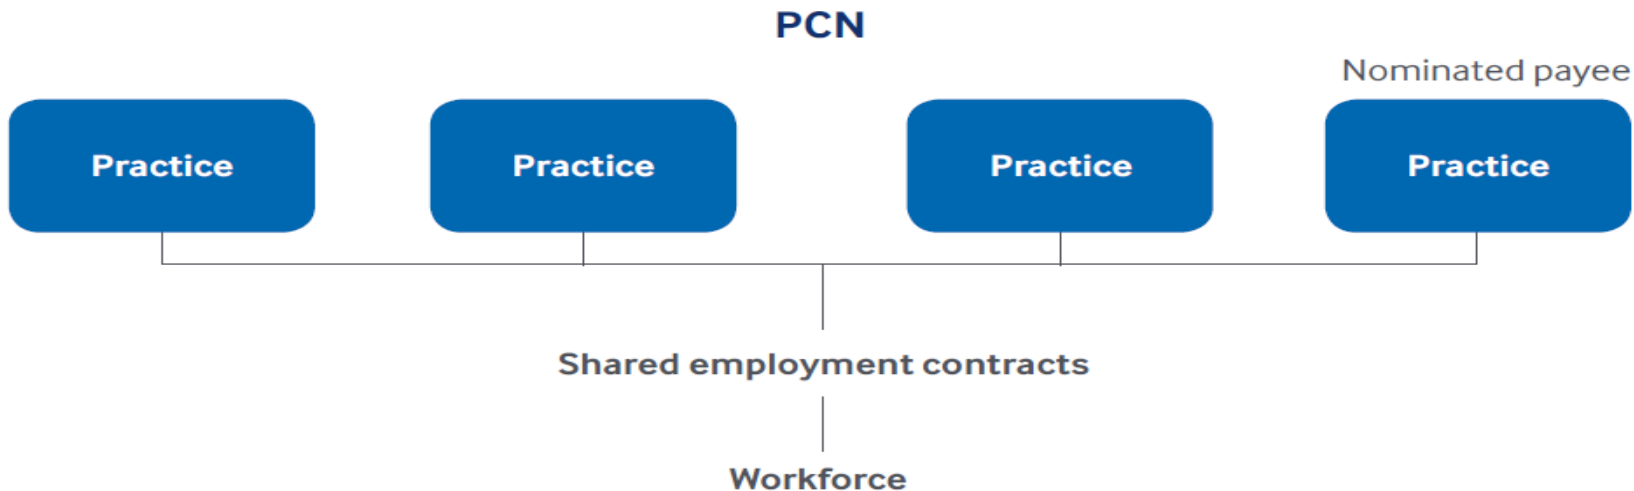 PCN
Nominated payee
Practice
Practice
Practice
Practice
Shared employment contracts
Workforce